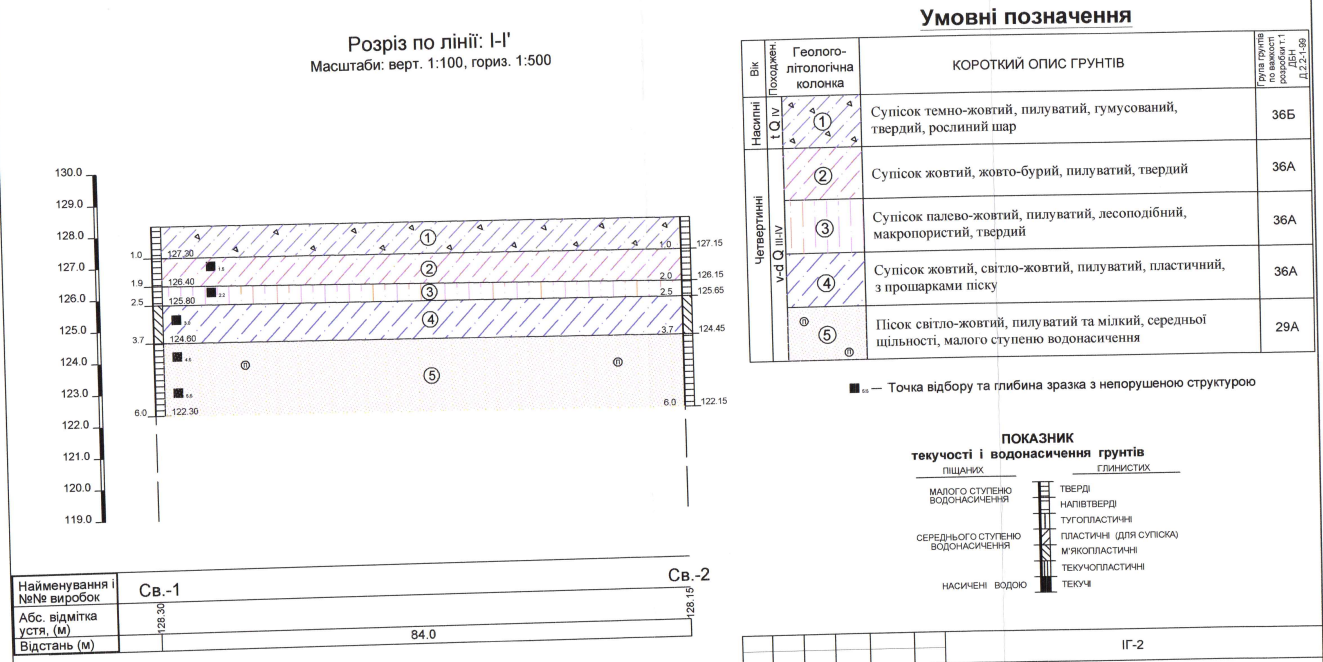 Розріз по лінії: I-I'
Масштаби: верт. 1:100, гориз. 1:500
130.0
129.0
128.0
127.0
126.0
125.0
124.0
123.0
122.0
121.0
120.0
119.0
1.0
127.30
1.9
126.40
2.5
125.80
3.7
124.60
6.0
122.30
1
2
3
4
5
п
п
1.0
127.15
2.0
126.15
2.5
125.65
3.7
124.45
6.0
122.15
Найменування і
№№ виробок
Св.-1
Св.-2
Абс. відмітка
устя, (м)
128.30
128.15
Відстань (м)
84.0
Умовні позначення
Вік
Походжен.
Геолого-
літологічна
колонка
КОРОТКИЙ ОПИС ГРУНТІВ
Група грунтів
по важкості
розробки т.1
ДБН
Д.2.2-1-99
Насипні
t Q IV
1
Супісок темно-жовтий, пилуватий, гумусований,
твердий, рослиний шар
36Б
Четвертинні
v-d Q III-IV
2
Супісок жовтий, жовто-бурий, пилуватий, твердий
36А
3
Супісок палево-жовтий, пилуватий, лесоподібний,
макропористий, твердий
36А
4
Супісок жовтий, світло-жовтий, пилуватий, пластичний,
з прошарками піску
36А
5
п
п
Пісок світло-жовтий, пилуватий та мілкий, середньої
щільності, малого ступеню водонасичення
29А
— Точка відбору та глибина зразка з непорушеною структурою
ПОКАЗНИК
текучості і водонасичення грунтів
ПІЩАНИХ
ГЛИНИСТИХ
МАЛОГО СТУПЕНЮ
ВОДОНАСИЧЕННЯ
ТВЕРДІ
НАПІВТВЕРДІ
ТУГОПЛАСТИЧНІ
СЕРЕДНЬОГО СТУПЕНЮ
ВОДОНАСИЧЕННЯ
ПЛАСТИЧНІ (ДЛЯ СУПІСКА)
М'ЯКОПЛАСТИЧНІ
ТЕКУЧОПЛАСТИЧНІ
НАСИЧЕНІ ВОДОЮ
ТЕКУЧІ
ІГ-2